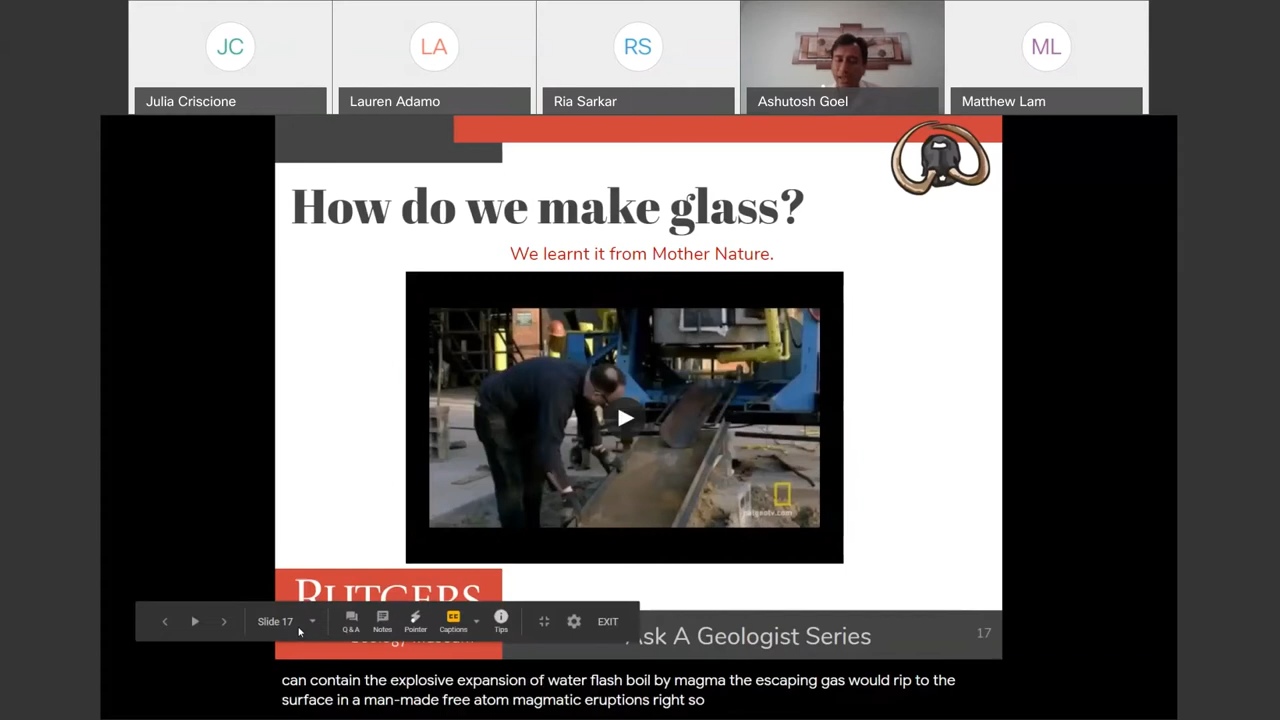 JC
LA
RS
ML
Julia Criscione
Lauren Adamo
Ria Sarkar
Ashutosh Goel
Matthew Lam
How do we make glass?
We learnt it from Mother Nature.
RUTGERS
Slide 17
Q & A
Notes
Pointer
CC
Captions
Tips
EXIT
Ask A Geologist Series
17
can contain the explosive expansion of water flash boil by magma the escaping gas would rip to the
surface in a man-made free atom magmatic eruptions right so